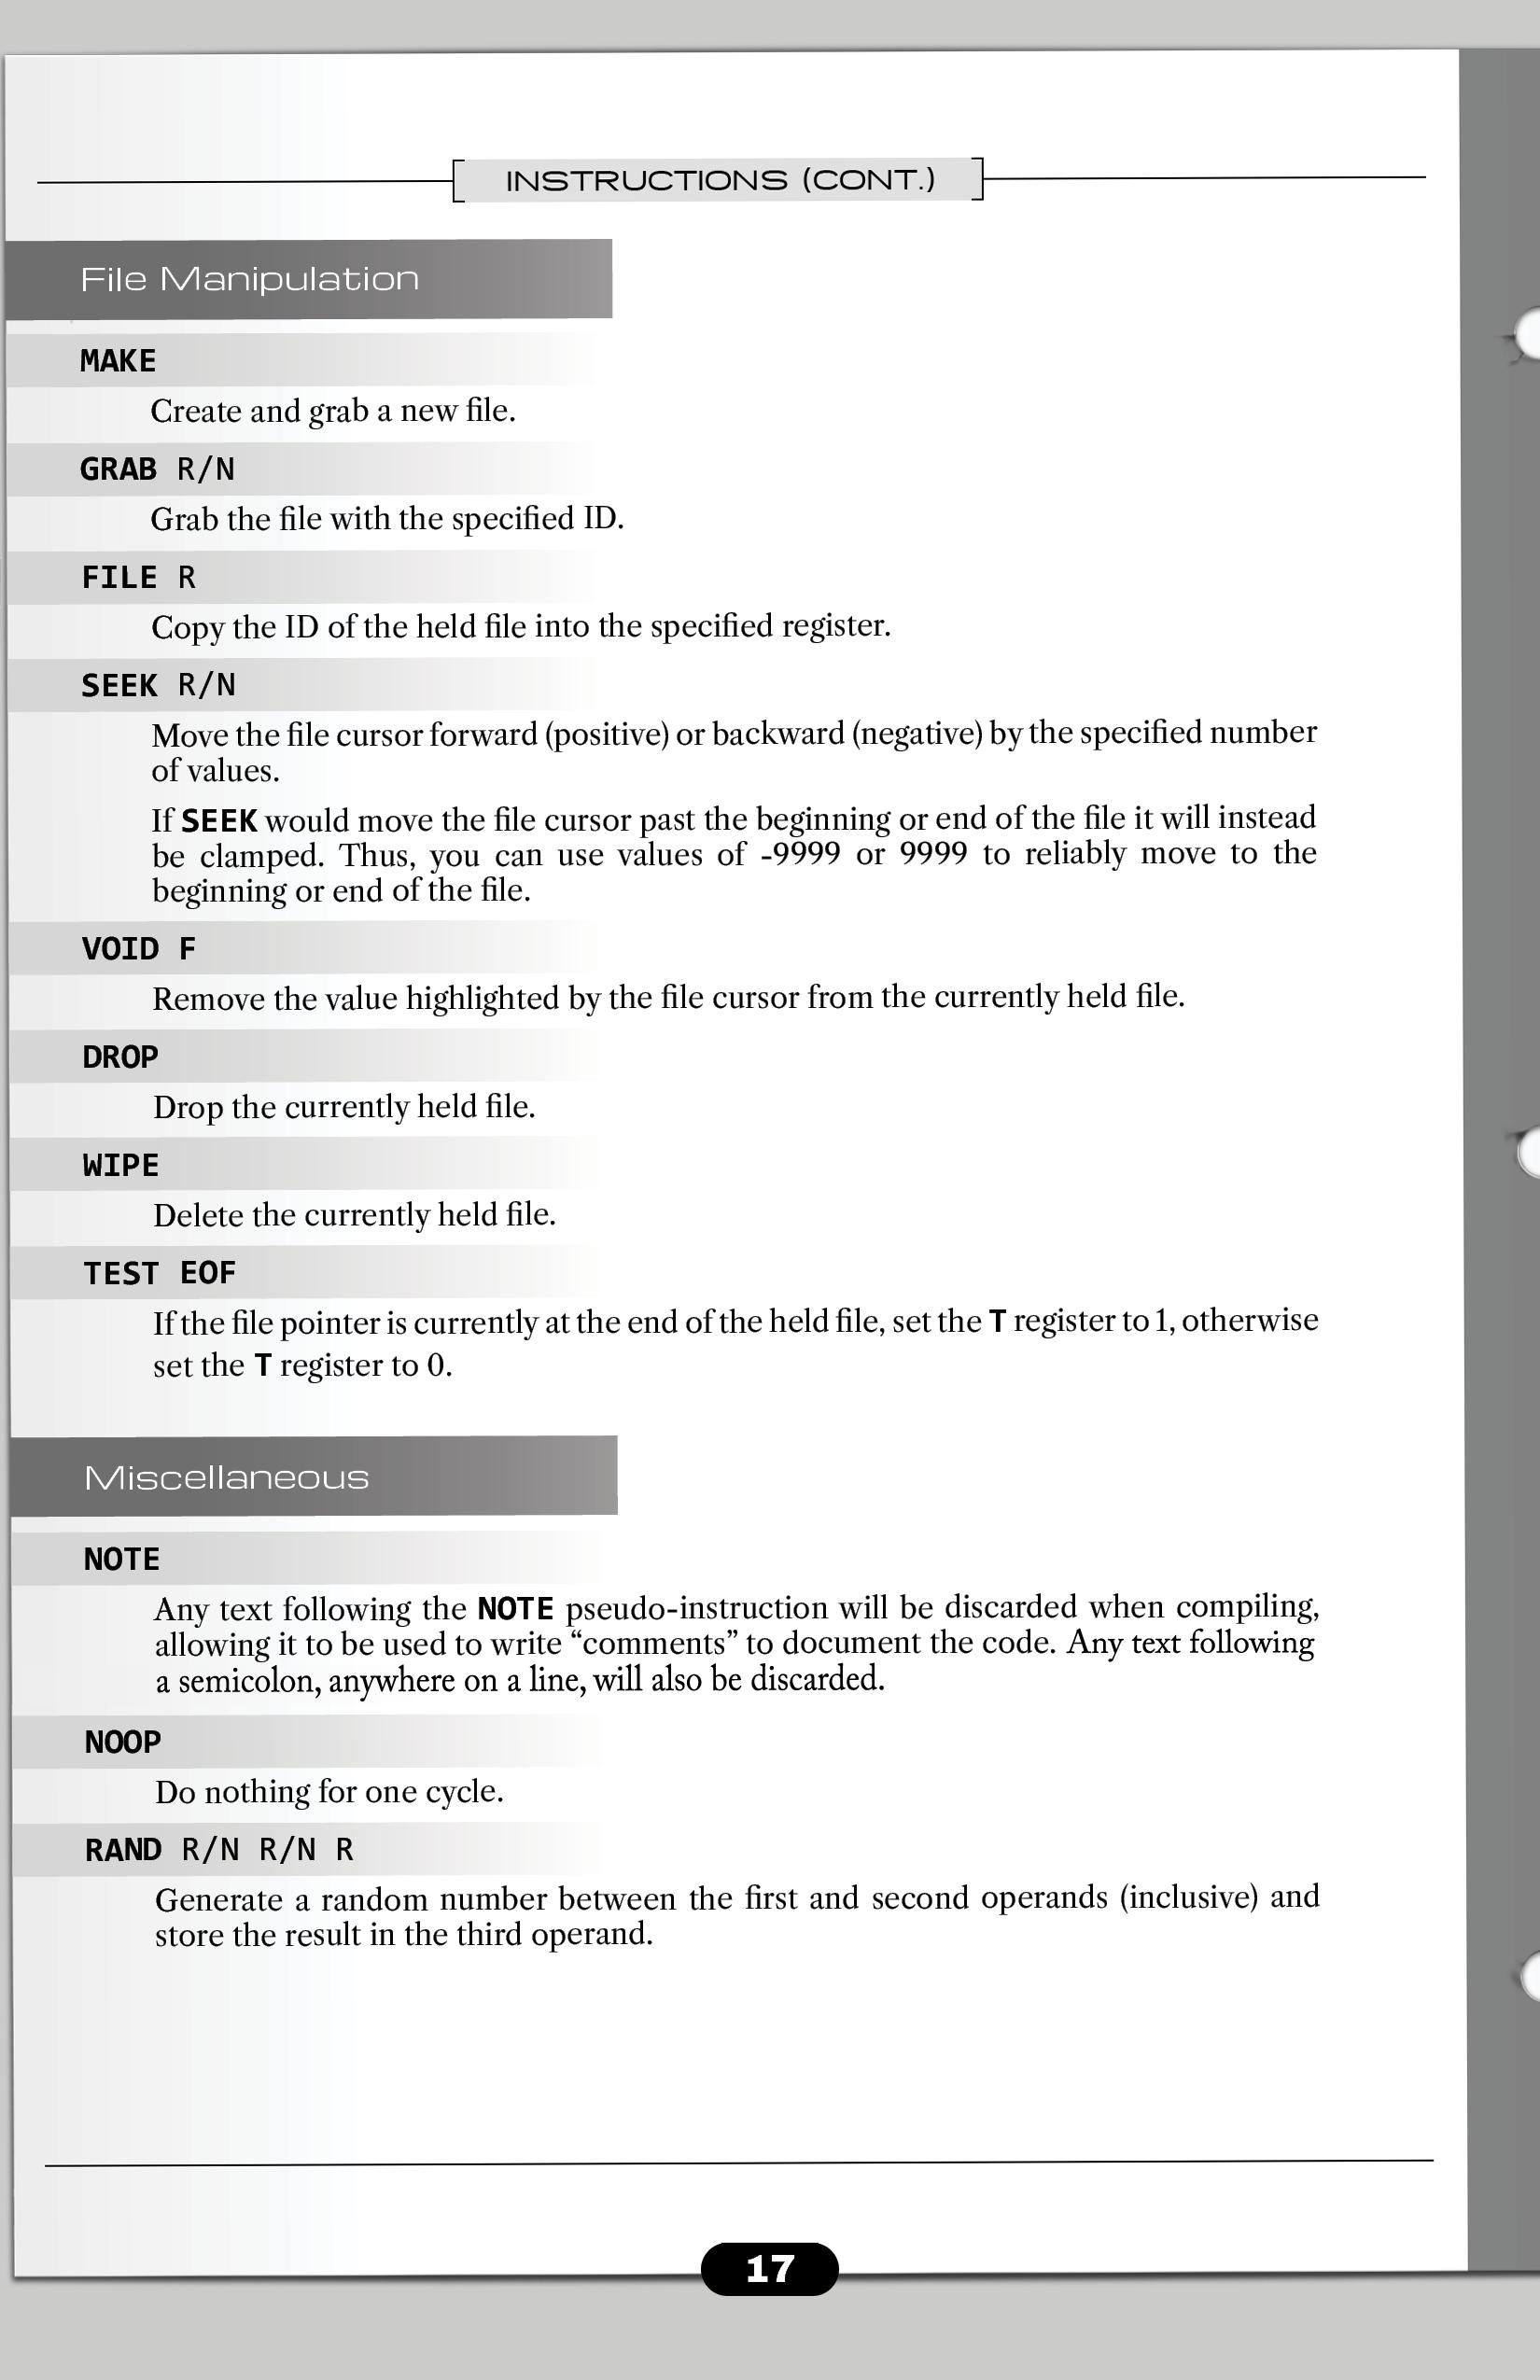 INSTRUCTIONS (CONT.)
File Manipulation
MAKE
Create and grab a new file.
GRAB R/N
Grab the file with the specified ID.
FILE R
Copy the ID of the held file into the specified register.
SEEK R/N
Move the file cursor forward (positive) or backward (negative) by the specified number
of values.
If SEEK would move the file cursor past the beginning or end of the file it will instead
be clamped. Thus, you can use values of -9999 or 9999 to reliably move to the
beginning or end of the file.
VOID F
Remove the value highlighted by the file cursor from the currently held file.
DROP
Drop the currently held file.
WIPE
Delete the currently held file.
TEST EOF
If the file pointer is currently at the end of the held file, set the T register to 1, otherwise
set the T register to 0.
Miscellaneous
NOTE
Any text following the NOTE pseudo-instruction will be discarded when compiling,
allowing it to be used to write “comments” to document the code. Any text following
a semicolon, anywhere on a line, will also be discarded.
NOOP
Do nothing for one cycle.
RAND R/N R/N R
Generate a random number between the first and second operands (inclusive) and
store the result in the third operand.
17